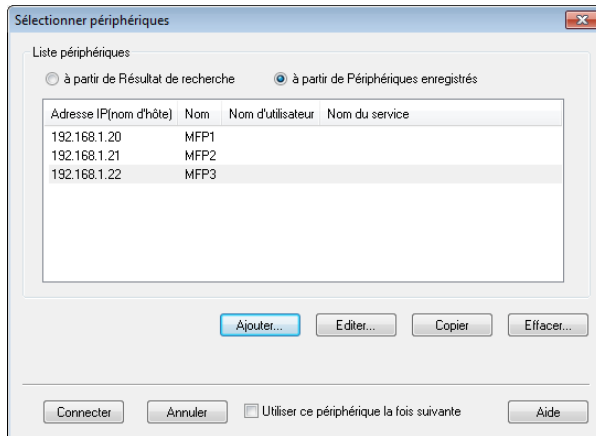 Sélectionner périphériques
Liste périphériques
à partir de Résultat de recherche à partir de Périphériques enregistrés
Adresse IP(nom d'hôte) Nom Nom d'utilisateur Nom du service
192.168.1.20 MFP1
192.168.1.21 MFP2
192.168.1.22 MFP3
Ajouter... Editer... Copier Effacer...
Connecter Annuler Utiliser ce périphérique la fois suivante Aide